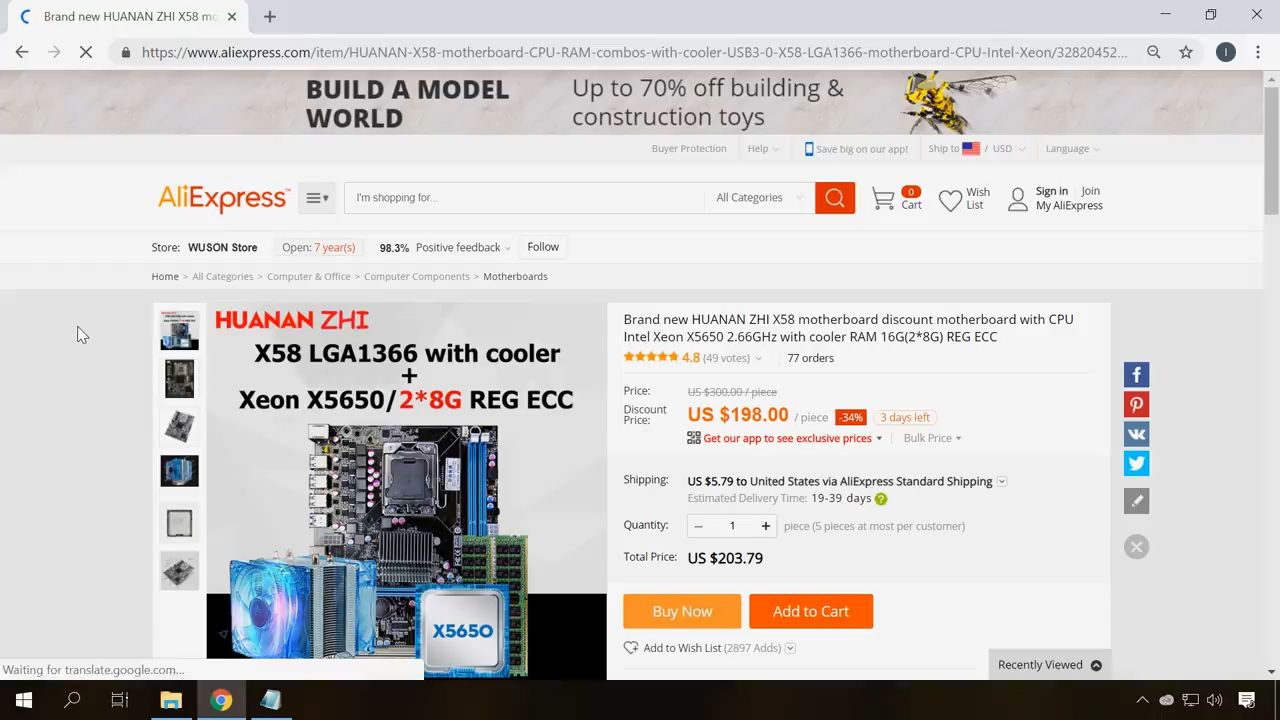 Brand new HUANAN ZHI X58 mo
https://www.aliexpress.com/item/HUANAN-X58-motherboard-CPU-RAM-combos-with-cooler-USB3-0-X58-LGA1366-motherboard-CPU-Intel-Xeon/32820452...
I
BUILD A MODEL
WORLD
Up to 70% off building &
construction toys
Buyer Protection Help Save big on our app! Ship to / USD Language
AliExpress™
I'm shopping for...
All Categories
0
Cart
Wish
List
Sign in Join
My AliExpress
Store: WUSON Store Open: 7 year(s) 98.3% Positive feedback Follow
Home > All Categories > Computer & Office > Computer Components > Motherboards
HUANAN ZHI
X58 LGA1366 with cooler
+
Xeon X5650/2*8G REG ECC
X5650
Brand new HUANAN ZHI X58 motherboard discount motherboard with CPU
Intel Xeon X5650 2.66GHz with cooler RAM 16G(2*8G) REG ECC
4.8 (49 votes) 77 orders
Price: US $300.00 / piece
Discount
Price:
US $198.00 / piece -34% 3 days left
Get our app to see exclusive prices Bulk Price
Shipping: US $5.79 to United States via AliExpress Standard Shipping
Estimated Delivery Time: 19-39 days ?
Quantity: − 1 + piece (5 pieces at most per customer)
Total Price: US $203.79
Buy Now Add to Cart
Add to Wish List (2897 Adds)
Recently Viewed
Waiting for translate.google.com...